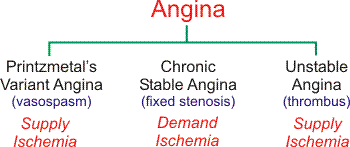 Angina
Printzmetal's
Variant Angina
(vasospasm)
Supply
Ischemia
Chronic
Stable Angina
(fixed stenosis)
Demand
Ischemia
Unstable
Angina
(thrombus)
Supply
Ischemia